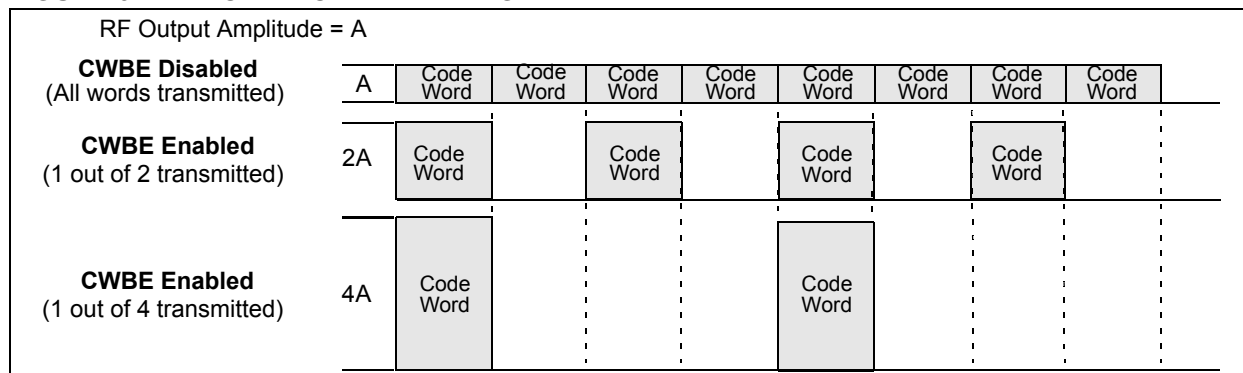 RF Output Amplitude = A
CWBE Disabled
(All words transmitted)
A
Code Word
Code Word
Code Word
Code Word
Code Word
Code Word
Code Word
Code Word
CWBE Enabled
(1 out of 2 transmitted)
2A
Code
Word
Code
Word
Code
Word
Code
Word
CWBE Enabled
(1 out of 4 transmitted)
4A
Code
Word
Code
Word